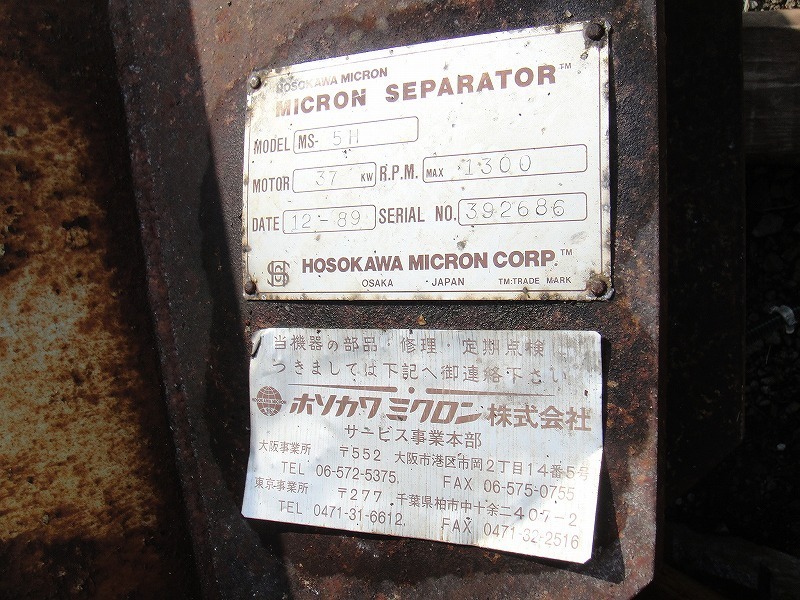 HOSOKAWA MICRON
MICRON SEPARATOR™
MODEL MS- 5H
MOTOR 37 KW R.P.M. MAX 1300
DATE 12-89 SERIAL NO. 392686
HOSOKAWA MICRON CORP.™
OSAKA JAPAN TM:TRADE MARK
当機器の部品・修理・定期点検
つきましては下記へ御連絡下さい
ホソカワミクロン株式会社
サービス事業本部
大阪事業所 〒552 大阪市港区市岡2丁目14番5号
TEL 06-572-5375. FAX 06-575-0755
東京事業所 〒277 千葉県柏市中十余二407-2
TEL 0471-31-6612. FAX 0471-32-2516